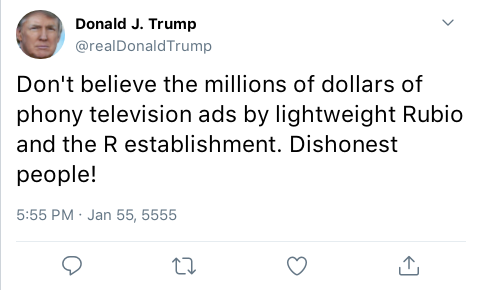 Donald J. Trump
@realDonaldTrump
Don't believe the millions of dollars of
phony television ads by lightweight Rubio
and the R establishment. Dishonest
people!
5:55 PM · Jan 55, 5555